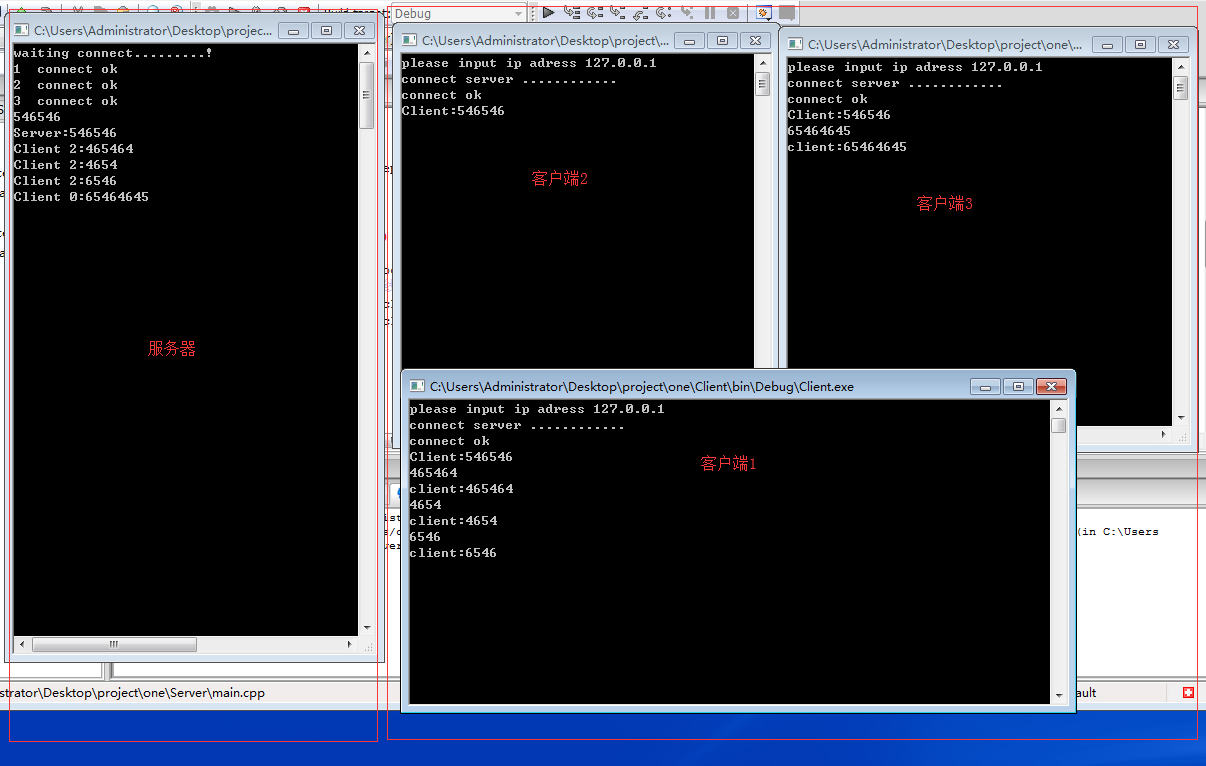 Debug
C:\Users\Administrator\Desktop\projec...
waiting connect.........!
1 connect ok
2 connect ok
3 connect ok
546546
Server:546546
Client 2:465464
Client 2:4654
Client 2:6546
Client 0:65464645
服务器
C:\Users\Administrator\Desktop\project\...
please input ip adress 127.0.0.1
connect server ............
connect ok
Client:546546
客户端2
C:\Users\Administrator\Desktop\project\on...
please input ip adress 127.0.0.1
connect server ............
connect ok
Client:546546
65464645
client:65464645
客户端3
C:\Users\Administrator\Desktop\project\one\Client\bin\Debug\Client.exe
please input ip adress 127.0.0.1
connect server ............
connect ok
Client:546546
465464
client:465464
4654
client:4654
6546
client:6546
客户端1
(in C:\Users
strator\Desktop\project\one\Server\main.cpp
ault